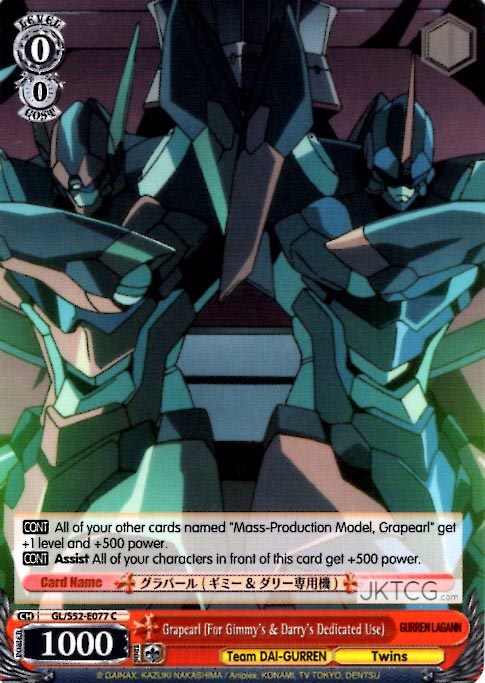 LEVEL
0
0
COST
CONT All of your other cards named "Mass-Production Model, Grapearl" get
+1 level and +500 power.
CONT Assist All of your characters in front of this card get +500 power.
Card Name グラパール ( ギミー & ダリー専用機 )
JKTCG.com
CH GL/S52-E077 C
POWER 1000 SOUL Grapearl (For Gimmy's & Darry's Dedicated Use) GURREN LAGANN
Team DAI-GURREN Twins
© GAINAX, KAZUKI NAKASHIMA / Aniplex, KONAMI, TV TOKYO, DENTSU